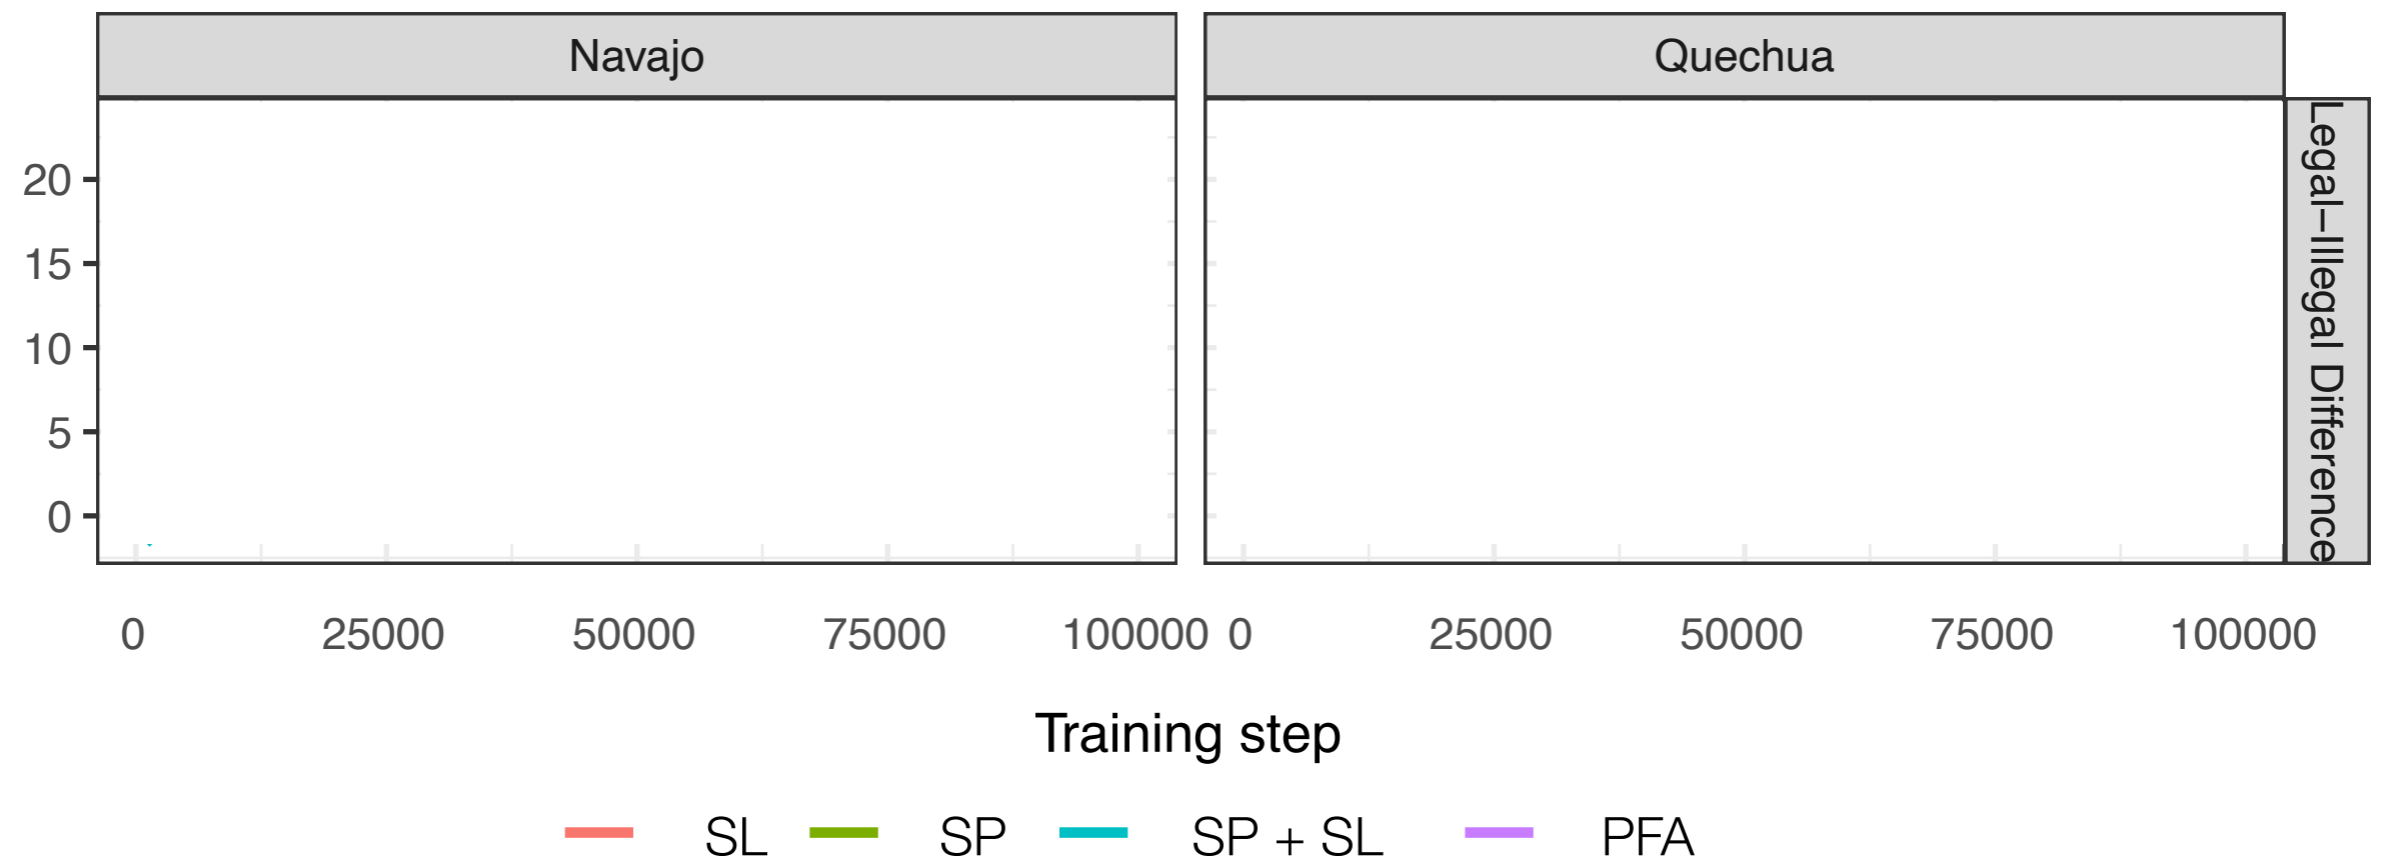 Navajo
Quechua
20
15
10
5
0
Legal–Illegal Difference
0 25000 50000 75000 100000 0 25000 50000 75000 100000
Training step
SL SP SP + SL PFA